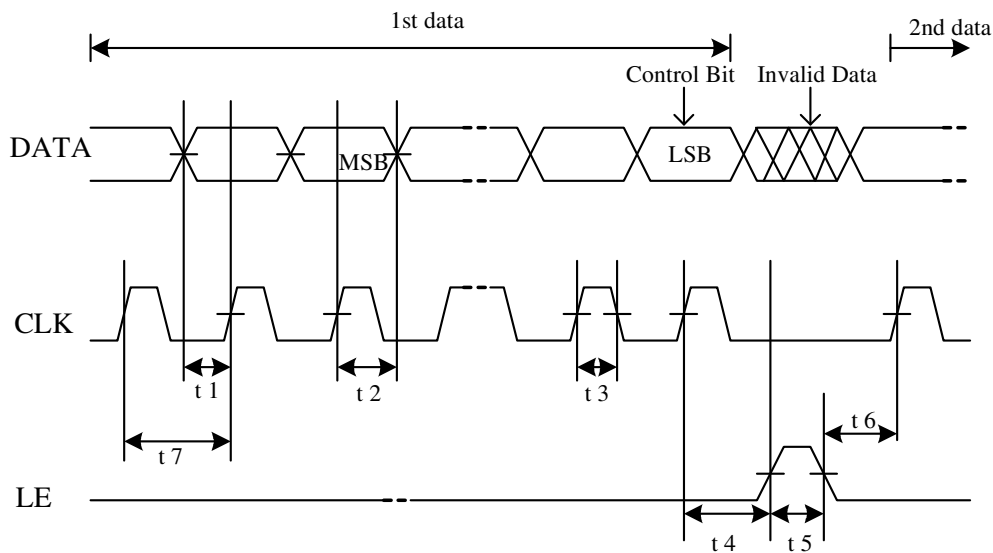 1st data
2nd data
Control Bit
Invalid Data
DATA
MSB
LSB
CLK
t 1
t 2
t 3
t 7
t 6
LE
t 4
t 5